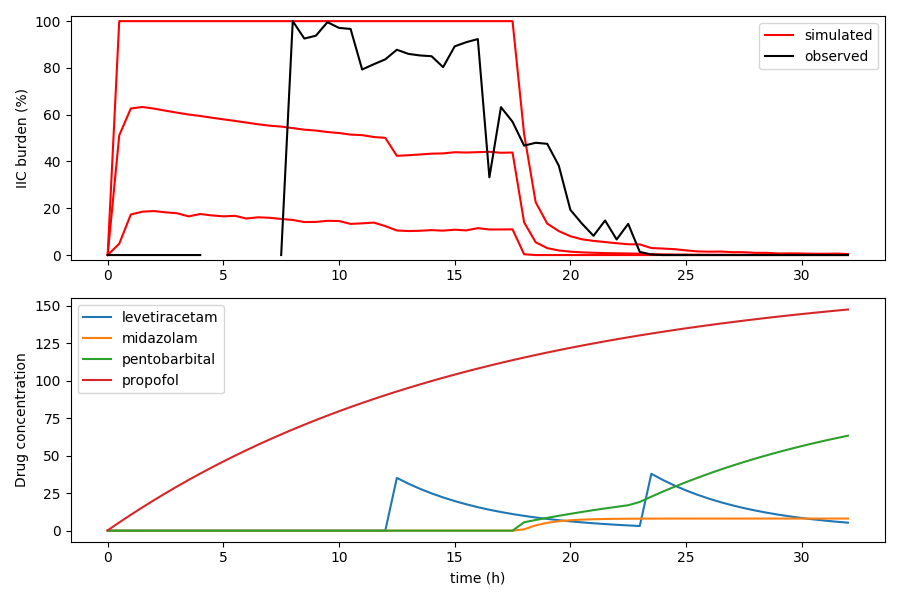 IIC burden (%)
100
80
60
40
20
0
simulated
observed
0 5 10 15 20 25 30
Drug concentration
150
125
100
75
50
25
0
levetiracetam
midazolam
pentobarbital
propofol
0 5 10 15 20 25 30
time (h)